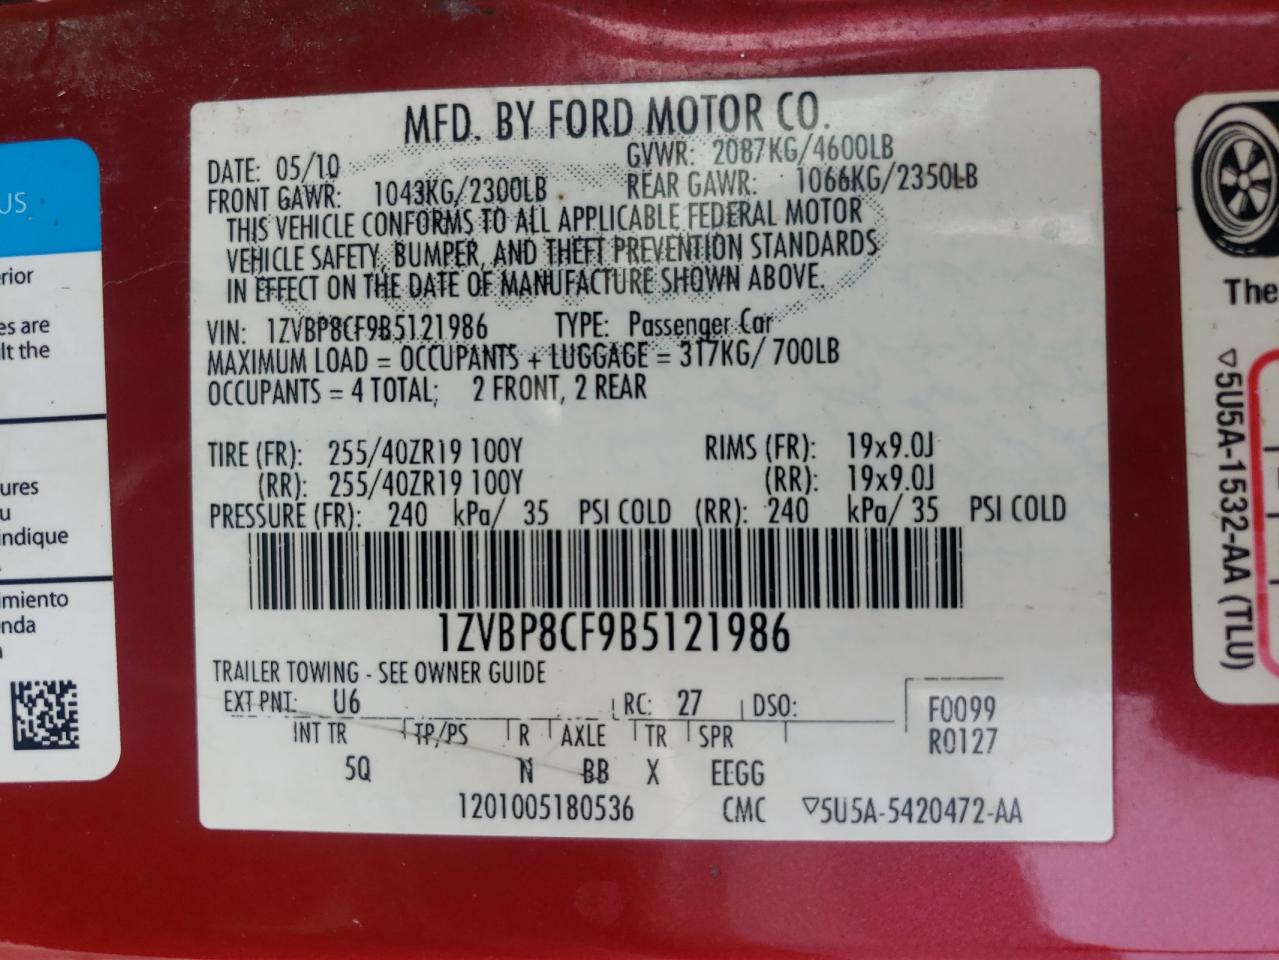 US
rior
es are
lt the
ures
u
indique
imiento
nda
MFD. BY FORD MOTOR CO.
DATE: 05/10 GVWR: 2087KG/4600LB
FRONT GAWR: 1043KG/2300LB REAR GAWR: 1066KG/2350LB
THIS VEHICLE CONFORMS TO ALL APPLICABLE FEDERAL MOTOR
VEHICLE SAFETY, BUMPER, AND THEFT PREVENTION STANDARDS
IN EFFECT ON THE DATE OF MANUFACTURE SHOWN ABOVE.
VIN: 1ZVBP8CF9B5121986 TYPE: Passenger Car
MAXIMUM LOAD = OCCUPANTS + LUGGAGE = 317KG/ 700LB
OCCUPANTS = 4 TOTAL; 2 FRONT, 2 REAR
TIRE (FR): 255/40ZR19 100Y RIMS (FR): 19x9.0J
(RR): 255/40ZR19 100Y (RR): 19x9.0J
PRESSURE (FR): 240 kPa/ 35 PSI COLD (RR): 240 kPa/ 35 PSI COLD
1ZVBP8CF9B5121986
TRAILER TOWING - SEE OWNER GUIDE
EXT PNT: U6 RC: 27 DSO: F0099
INT TR TP/PS R AXLE TR SPR R0127
5Q N BB X EEGG
1201005180536 CMC ▽5U5A-5420472-AA
The
▽5U5A-1532-AA (TLU)